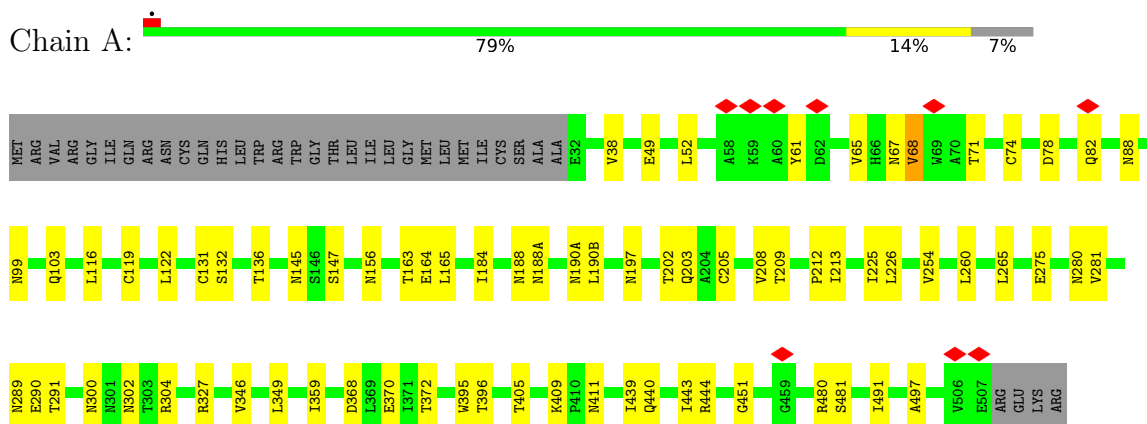 Chain A:
79% 14% 7%
MET ARG VAL ARG GLY ILE GLN ARG ASN CYS GLN HIS LEU TRP ARG TRP GLY THR LEU ILE LEU GLY MET LEU MET ILE CYS SER ALA ALA E32 V38 E49 L52 A58 K59 A60 Y61 D62 V65 H66 N67 V68 W69 A70 T71 C74 D78 Q82 N88
N99 Q103 L116 C119 L122 C131 S132 T136 N145 S146 S147 N156 T163 E164 L165 I184 N188 N188A N190A L190B N197 T202 Q203 A204 C205 V208 T209 P212 I213 I225 L226 V254 L260 L265 E275 N280 V281
N289 E290 T291 N300 N301 N302 T303 R304 R327 V346 L349 I359 D368 L369 E370 I371 T372 W395 T396 T405 K409 P410 N411 I439 Q440 I443 R444 G451 G459 R480 S481 I491 A497 V506 E507 ARG GLU LYS ARG